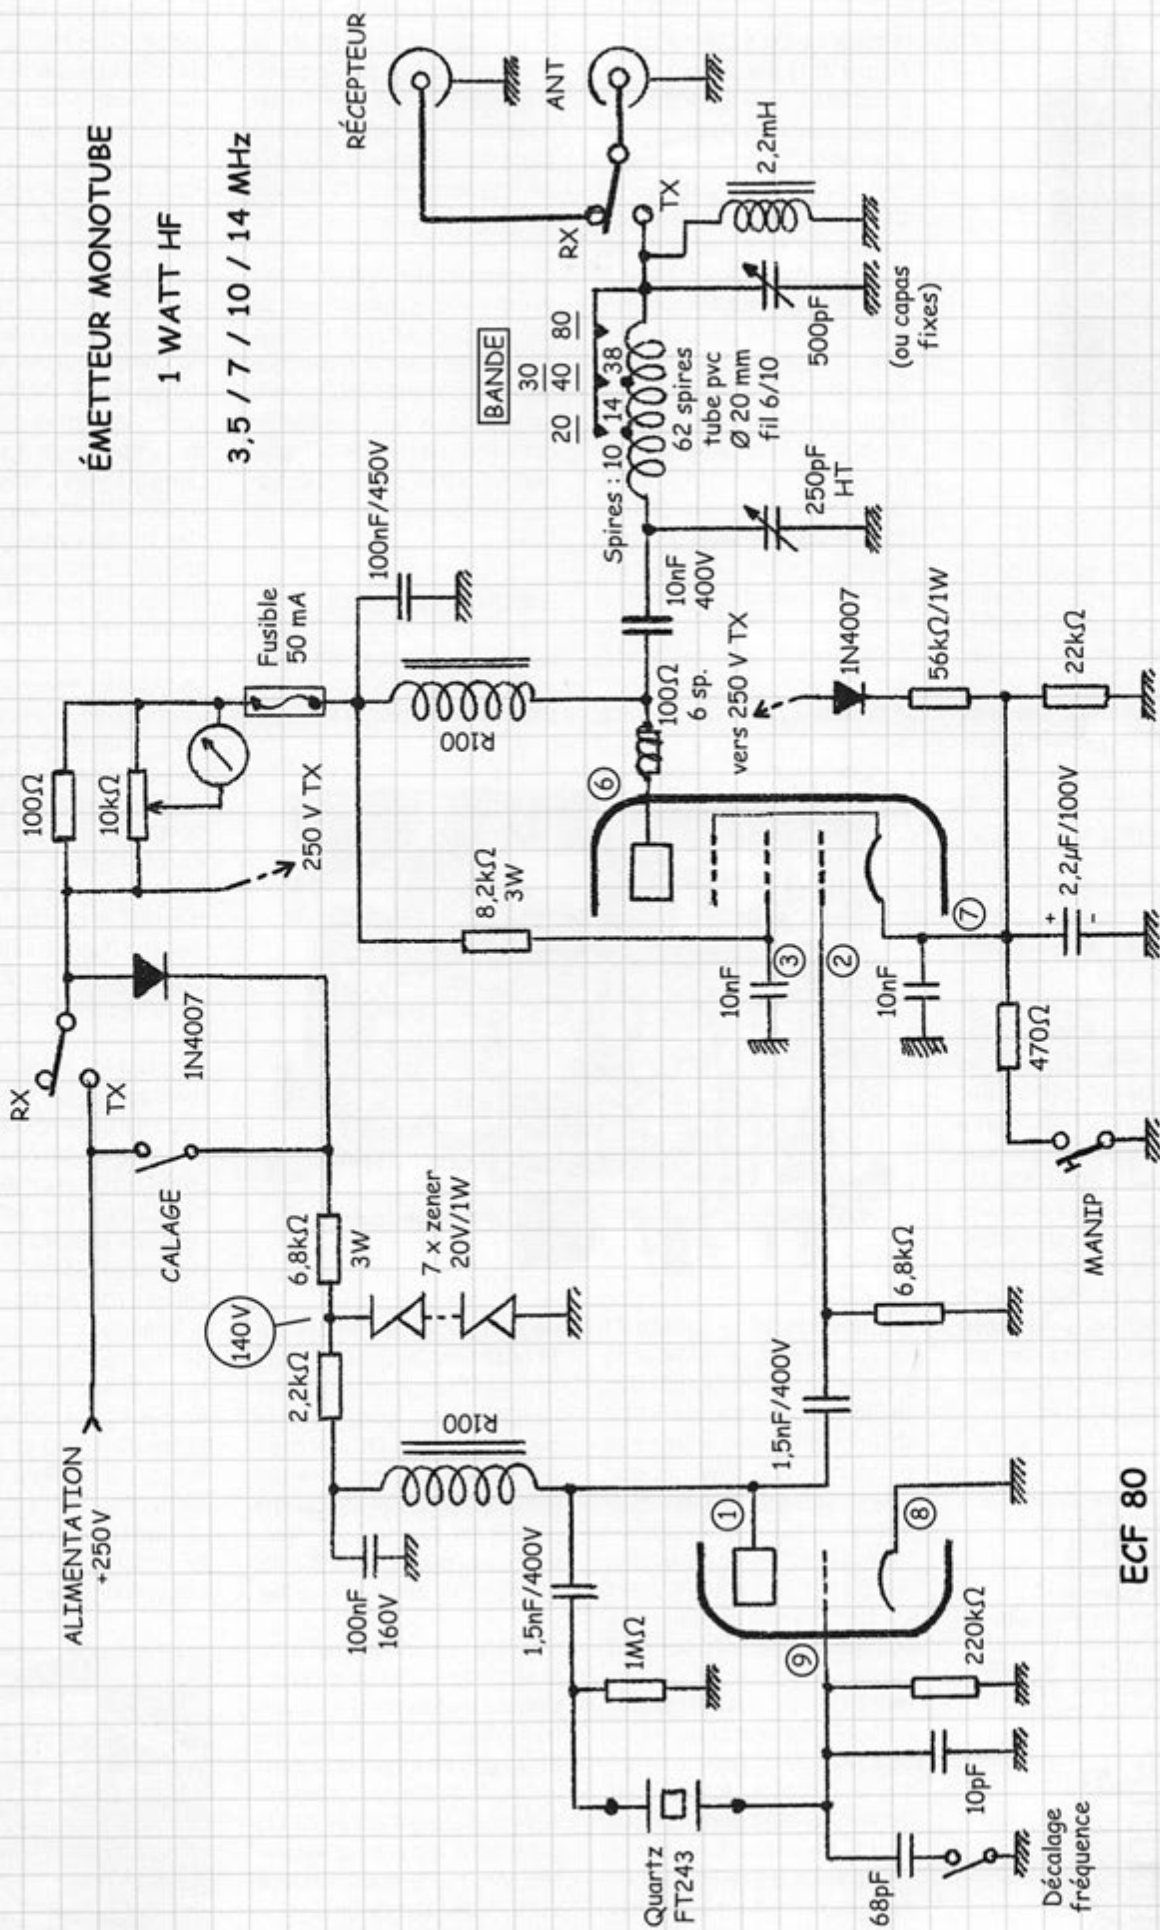 ÉMETTEUR MONOTUBE
1 WATT HF
3,5 / 7 / 10 / 14 MHz
ALIMENTATION
+250V
RX
TX
CALAGE
1N4007
100Ω
10kΩ
250 V TX
Fusible
50 mA
100nF/450V
R100
8,2kΩ
3W
140V
6,8kΩ
3W
2,2kΩ
7 x zener
20V/1W
100nF
160V
R100
1,5nF/400V
1MΩ
Quartz
FT243
68pF
Décalage
fréquence
10pF
220kΩ
9
1
8
1,5nF/400V
6,8kΩ
ECF 80
MANIP
470Ω
10nF
3
2
10nF
7
6
100Ω
6 sp.
vers 250 V TX
1N4007
56kΩ/1W
22kΩ
2,2µF/100V
+
-
10nF
400V
250pF
HT
Spires : 10
14
38
62 spires
tube pvc
Ø 20 mm
fil 6/10
BANDE
30
20
40
80
500pF
(ou capas
fixes)
2,2mH
RX
TX
RÉCEPTEUR
ANT